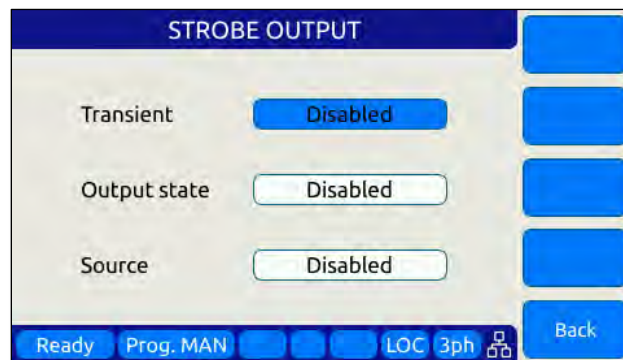 STROBE OUTPUT
Transient Disabled
Output state Disabled
Source Disabled
Back
Ready Prog. MAN LOC 3ph